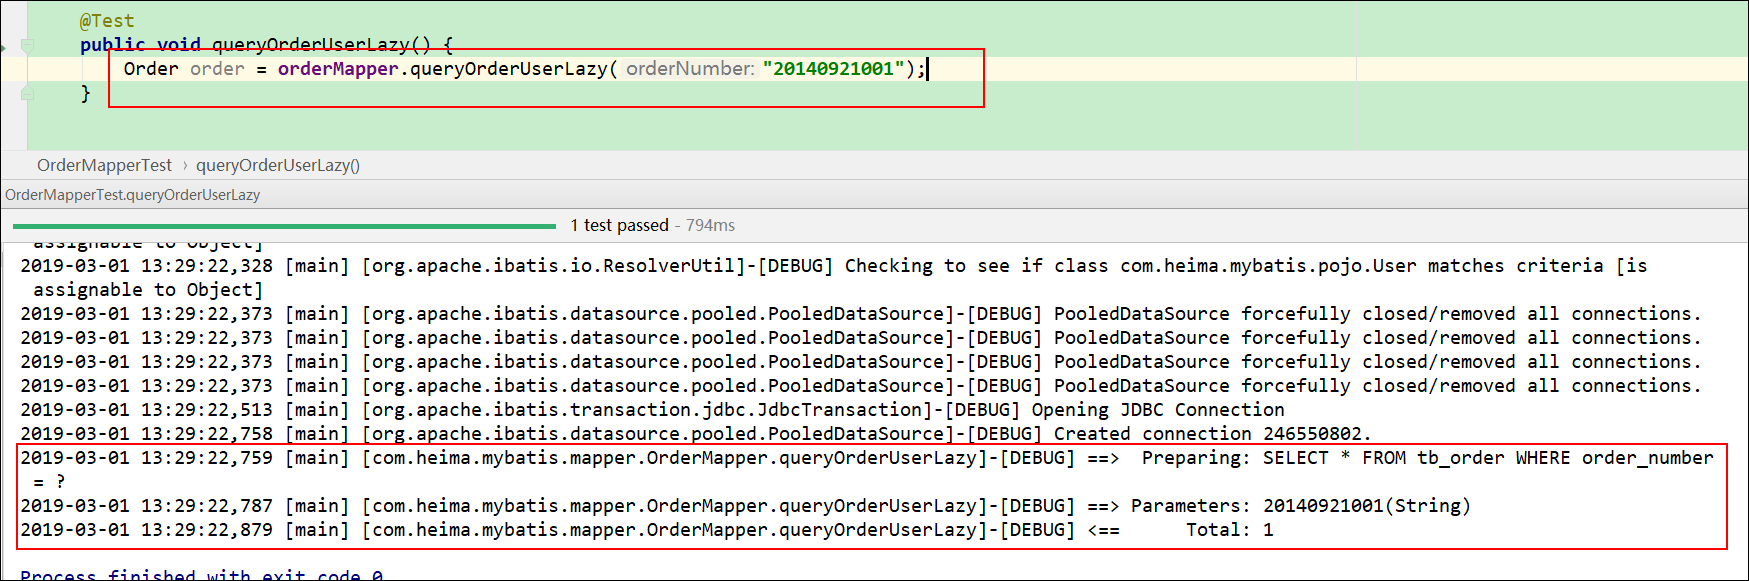 @Test
public void queryOrderUserLazy() {
Order order = orderMapper.queryOrderUserLazy( orderNumber: "20140921001");
}
OrderMapperTest › queryOrderUserLazy()
OrderMapperTest.queryOrderUserLazy
1 test passed - 794ms
assignable to Object]
2019-03-01 13:29:22,328 [main] [org.apache.ibatis.io.ResolverUtil]-[DEBUG] Checking to see if class com.heima.mybatis.pojo.User matches criteria [is
assignable to Object]
2019-03-01 13:29:22,373 [main] [org.apache.ibatis.datasource.pooled.PooledDataSource]-[DEBUG] PooledDataSource forcefully closed/removed all connections.
2019-03-01 13:29:22,373 [main] [org.apache.ibatis.datasource.pooled.PooledDataSource]-[DEBUG] PooledDataSource forcefully closed/removed all connections.
2019-03-01 13:29:22,373 [main] [org.apache.ibatis.datasource.pooled.PooledDataSource]-[DEBUG] PooledDataSource forcefully closed/removed all connections.
2019-03-01 13:29:22,373 [main] [org.apache.ibatis.datasource.pooled.PooledDataSource]-[DEBUG] PooledDataSource forcefully closed/removed all connections.
2019-03-01 13:29:22,513 [main] [org.apache.ibatis.transaction.jdbc.JdbcTransaction]-[DEBUG] Opening JDBC Connection
2019-03-01 13:29:22,758 [main] [org.apache.ibatis.datasource.pooled.PooledDataSource]-[DEBUG] Created connection 246550802.
2019-03-01 13:29:22,759 [main] [com.heima.mybatis.mapper.OrderMapper.queryOrderUserLazy]-[DEBUG] ==>  Preparing: SELECT * FROM tb_order WHERE order_number
= ?
2019-03-01 13:29:22,787 [main] [com.heima.mybatis.mapper.OrderMapper.queryOrderUserLazy]-[DEBUG] ==> Parameters: 20140921001(String)
2019-03-01 13:29:22,879 [main] [com.heima.mybatis.mapper.OrderMapper.queryOrderUserLazy]-[DEBUG] <==      Total: 1
Process finished with exit code 0